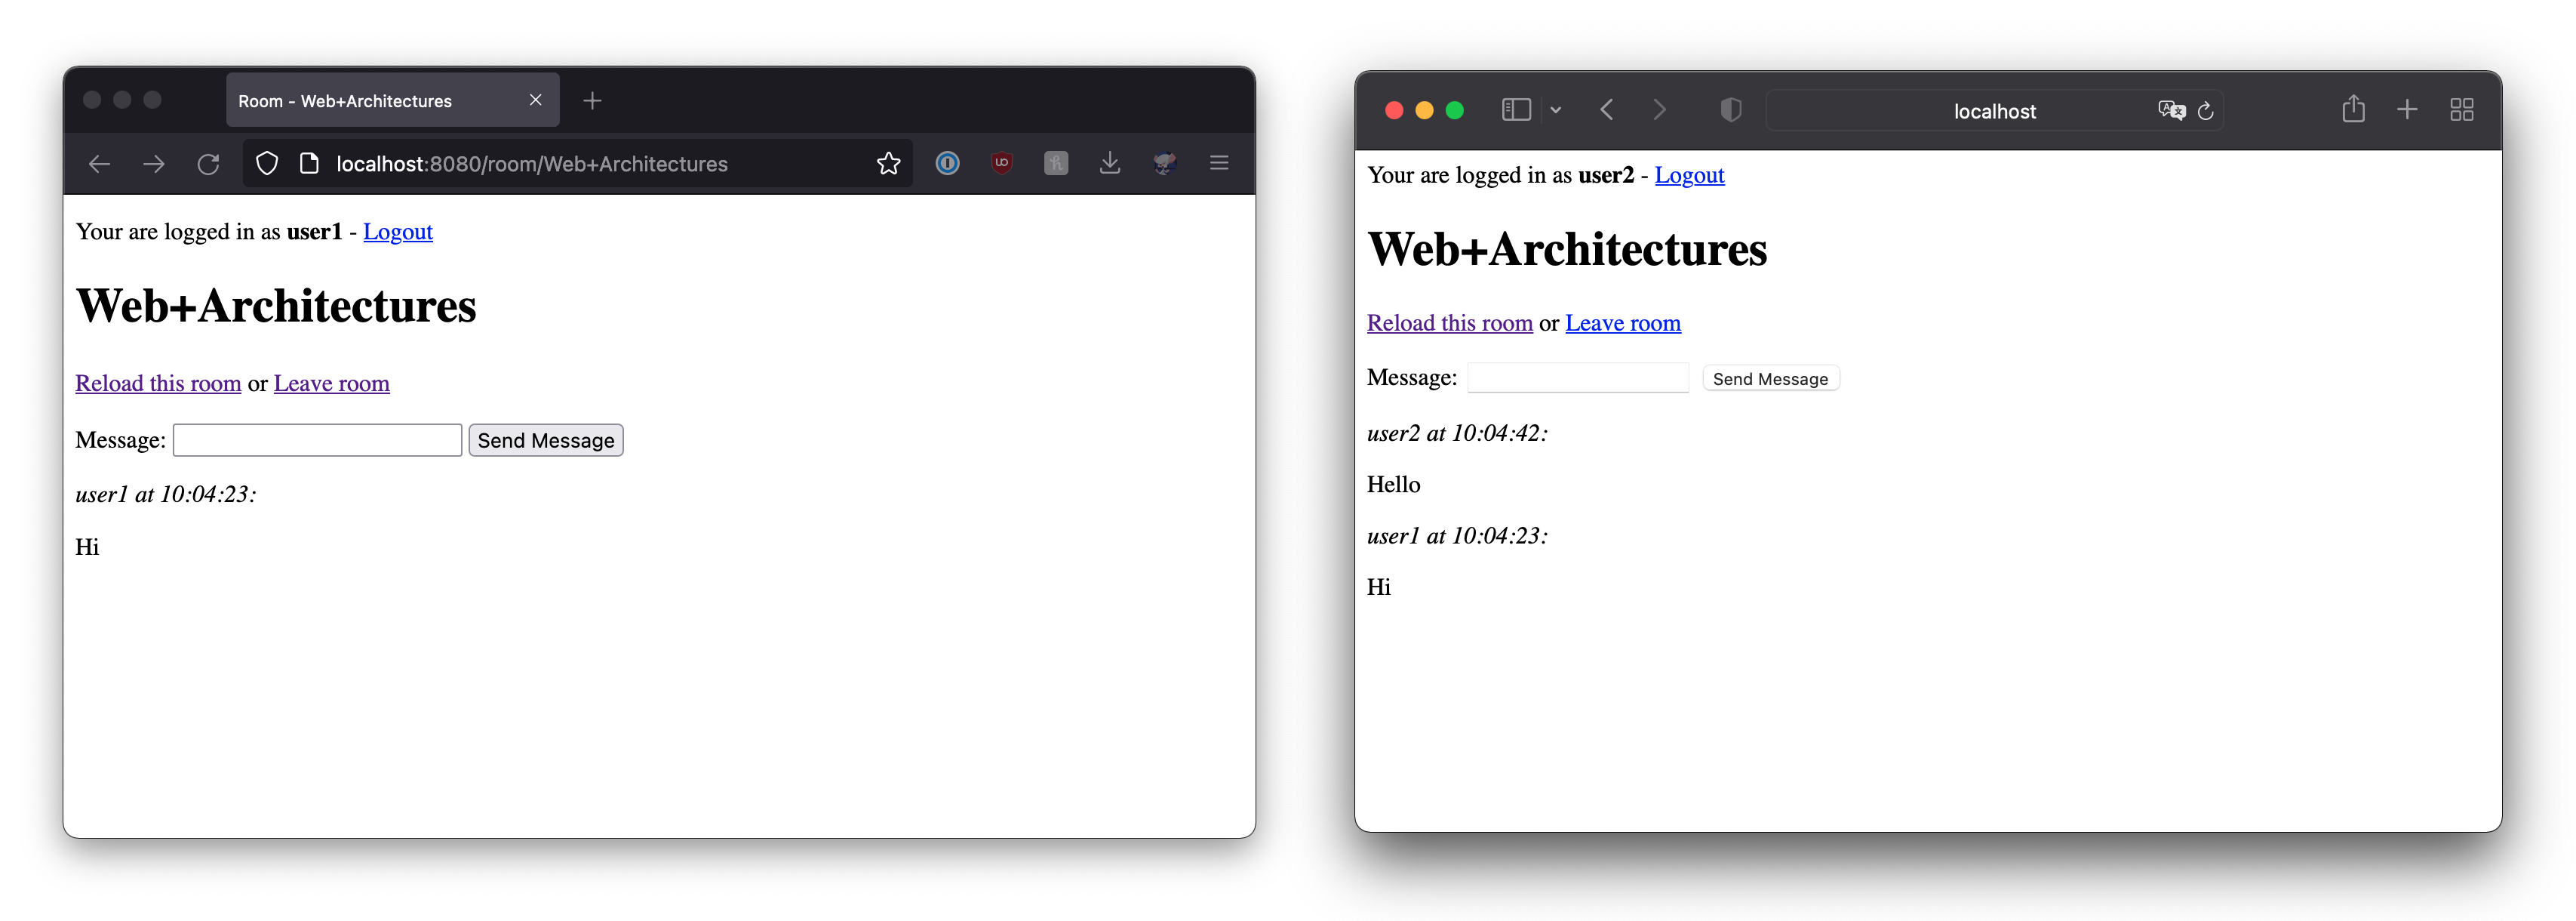 Room - Web+Architectures
localhost:8080/room/Web+Architectures
Your are logged in as user1 - Logout
Web+Architectures
Reload this room or Leave room
Message: Send Message
user1 at 10:04:23:
Hi
localhost
Your are logged in as user2 - Logout
Web+Architectures
Reload this room or Leave room
Message: Send Message
user2 at 10:04:42:
Hello
user1 at 10:04:23:
Hi